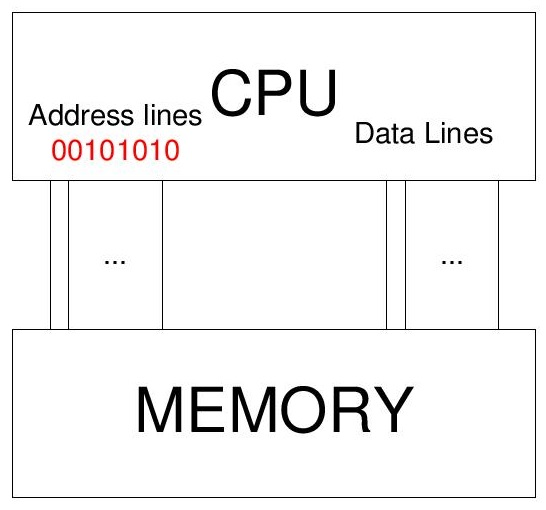 CPU
Address lines
00101010
Data Lines
...
...
MEMORY